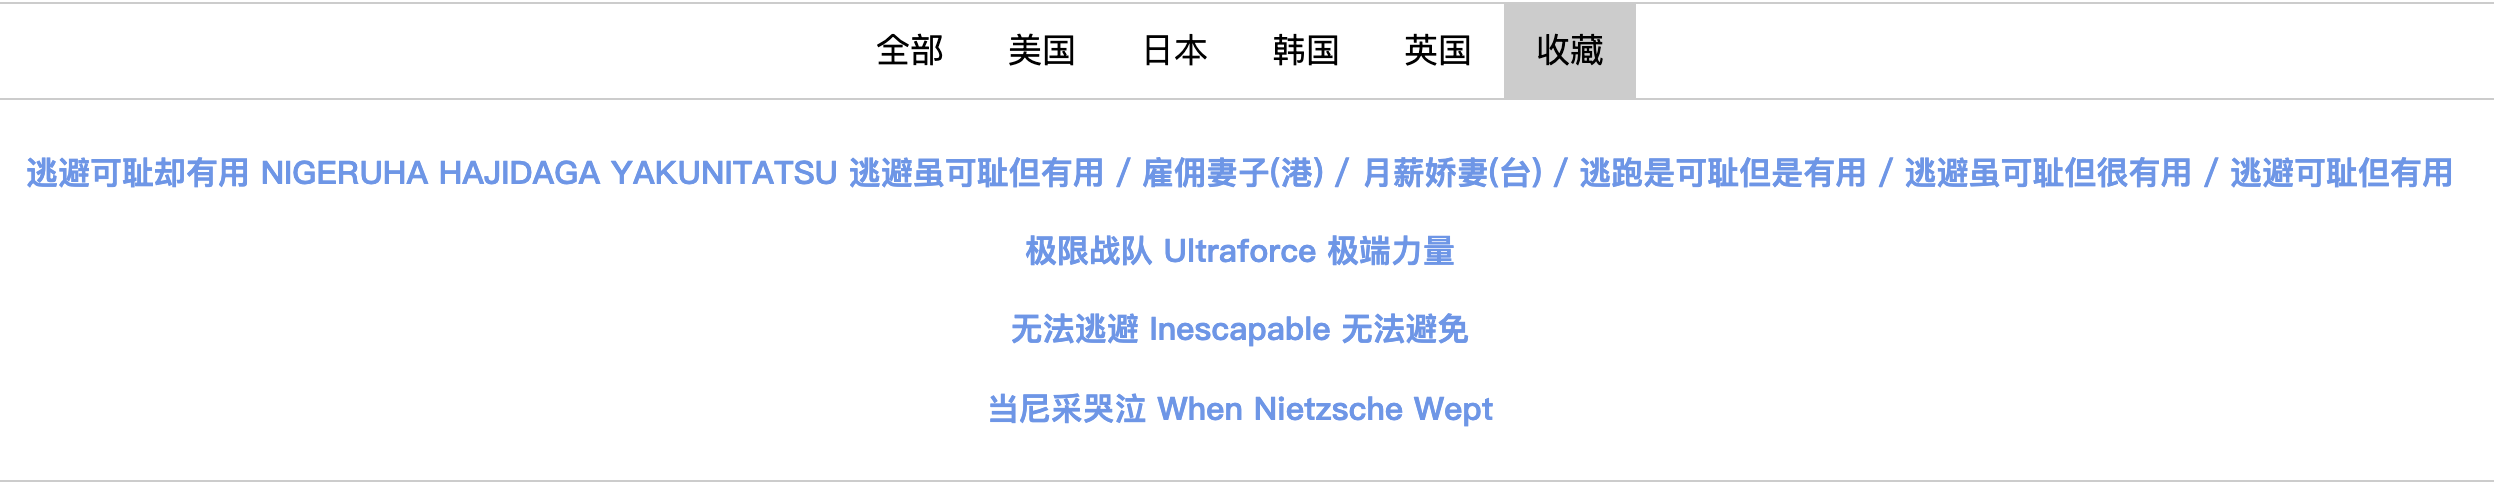 全部 美国 日本 韩国 英国 收藏
逃避可耻却有用 NIGERUHA HAJIDAGA YAKUNITATSU 逃避虽可耻但有用 / 雇佣妻子(港) / 月薪娇妻(台) / 逃跑是可耻但是有用 / 逃避虽可耻但很有用 / 逃避可耻但有用
极限战队 Ultraforce 极端力量
无法逃避 Inescapable 无法避免
当尼采哭泣 When Nietzsche Wept